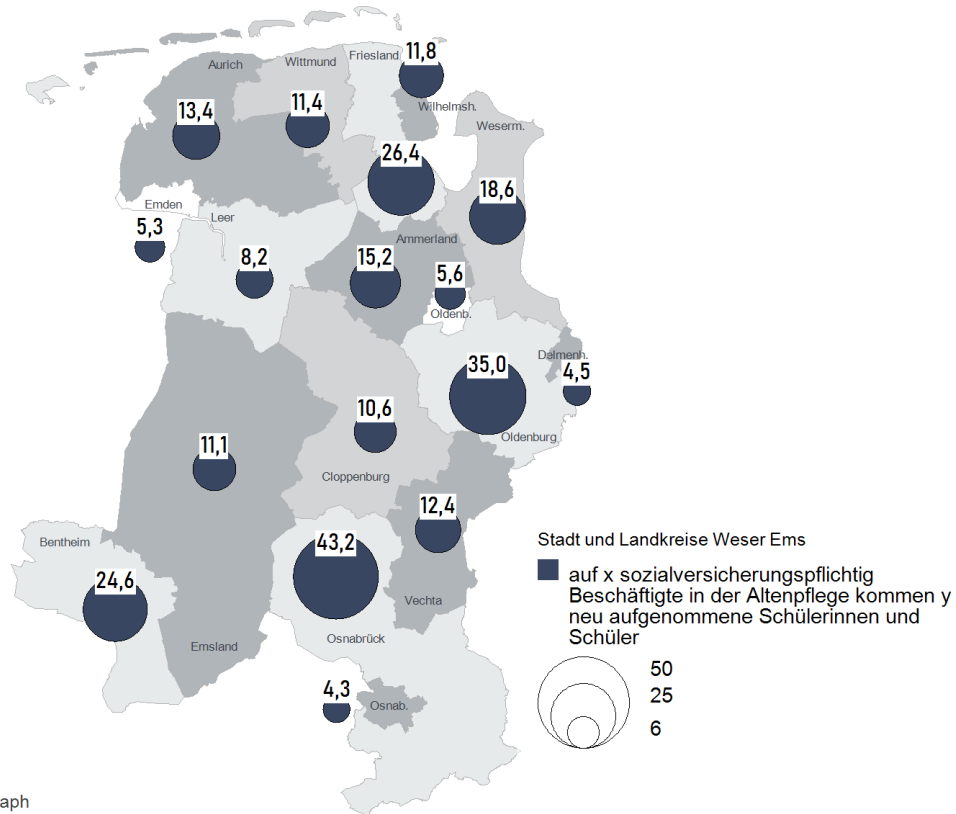 11,8
Friesland
Wittmund
Aurich
Wilhelmsh.
11,4
13,4
Weserm.
26,4
18,6
Emden
Leer
5,3
Ammerland
8,2
15,2
5,6
Oldenb.
Dalmenh.
35,0
4,5
10,6
Oldenburg
11,1
Cloppenburg
12,4
Bentheim
43,2
24,6
Vechta
Osnabrück
Emsland
4,3
Osnab.
Stadt und Landkreise Weser Ems
auf x sozialversicherungspflichtig
Beschäftigte in der Altenpflege kommen y
neu aufgenommene Schülerinnen und
Schüler
50
25
6
aph